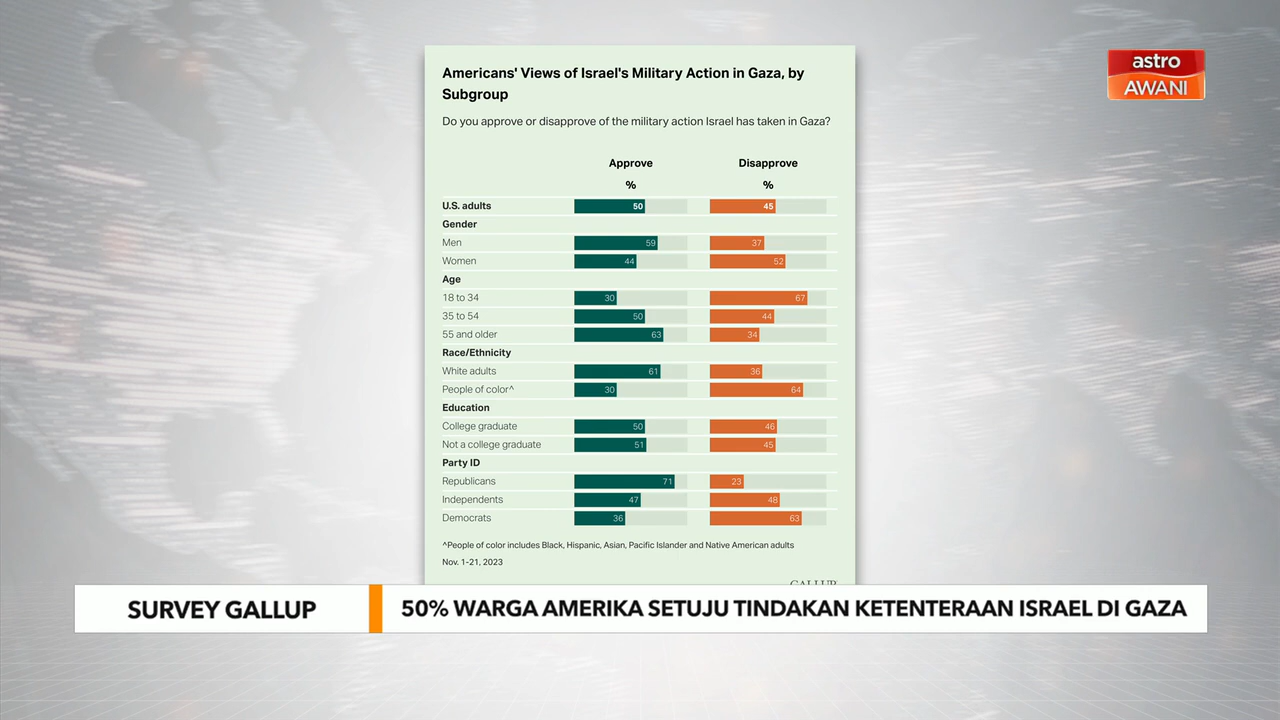 astro
AWANI
Americans' Views of Israel's Military Action in Gaza, by
Subgroup
Do you approve or disapprove of the military action Israel has taken in Gaza?
Approve Disapprove
% %
U.S. adults 50 45
Gender
Men 59 37
Women 44 52
Age
18 to 34 30 67
35 to 54 50 44
55 and older 63 34
Race/Ethnicity
White adults 61 36
People of color^ 30 64
Education
College graduate 50 46
Not a college graduate 51 45
Party ID
Republicans 71 23
Independents 47 48
Democrats 36 63
^People of color includes Black, Hispanic, Asian, Pacific Islander and Native American adults
Nov. 1-21, 2023
GALLUP
SURVEY GALLUP
50% WARGA AMERIKA SETUJU TINDAKAN KETENTERAAN ISRAEL DI GAZA